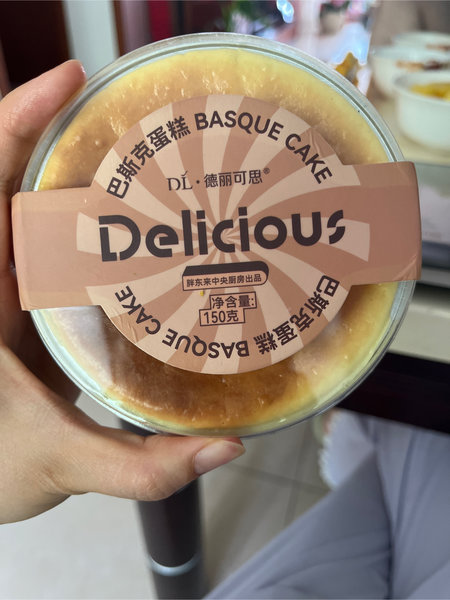 巴斯克蛋糕 BASQUE CAKE
DL·德丽可思®
Delicious
胖东来中央厨房出品
净含量:
150克
巴斯克蛋糕 BASQUE CAKE